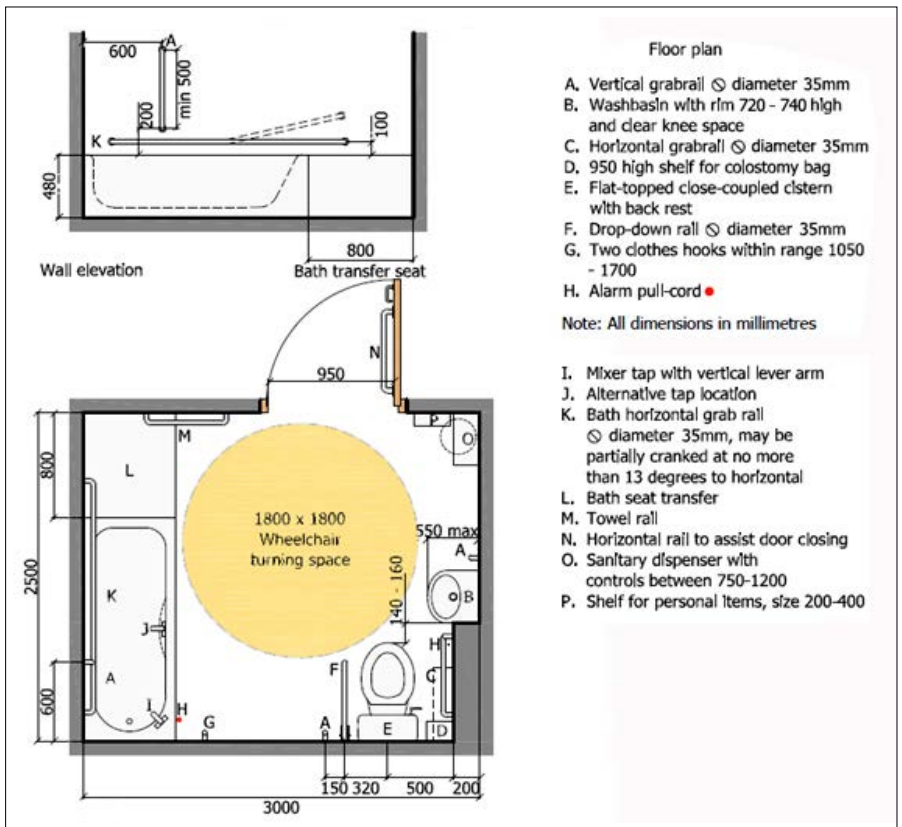 600
A
min 500
200
K
100
480
800
Wall elevation
Bath transfer seat
Floor plan
A. Vertical grabrail ⦸ diameter 35mm
B. Washbasin with rim 720 - 740 high
and clear knee space
C. Horizontal grabrail ⦸ diameter 35mm
D. 950 high shelf for colostomy bag
E. Flat-topped close-coupled cistern
with back rest
F. Drop-down rail ⦸ diameter 35mm
G. Two clothes hooks within range 1050
- 1700
H. Alarm pull-cord
Note: All dimensions in millimetres
I. Mixer tap with vertical lever arm
J. Alternative tap location
K. Bath horizontal grab rail
⦸ diameter 35mm, may be
partially cranked at no more
than 13 degrees to horizontal
L. Bath seat transfer
M. Towel rail
N. Horizontal rail to assist door closing
O. Sanitary dispenser with
controls between 750-1200
P. Shelf for personal items, size 200-400
N
950
M
P
O
L
800
1800 x 1800
Wheelchair
turning space
550 max
A
2500
K
B
140 - 160
J
H
F
C
A
600
I
H
G
A
E
D
150 320 500 200
3000